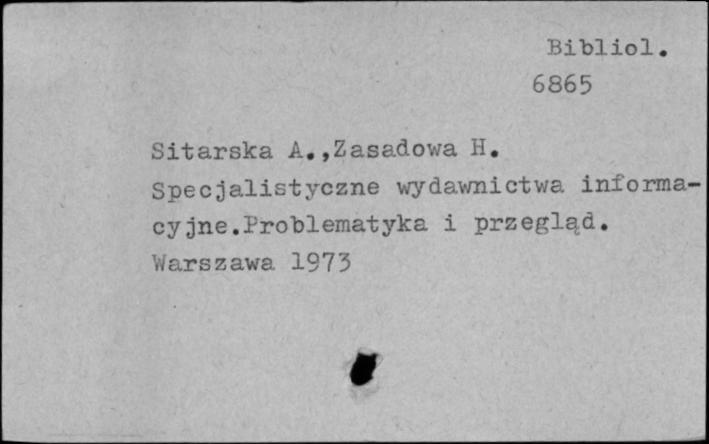 Bibliol.
6865
Sitarska A.,Zasadowa H.
Specjalistyczne wydawnictwa informa-
cyjne.Problematyka i przegląd.
Warszawa 1973